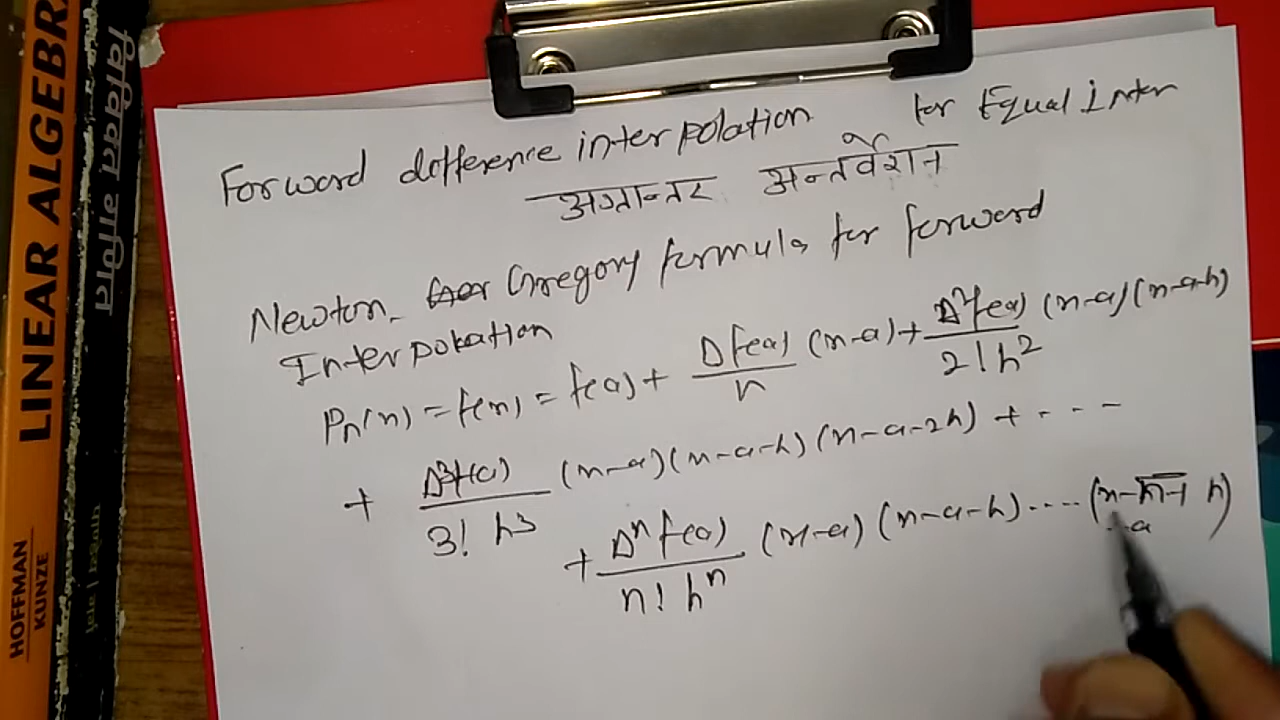 LINEAR ALGEBRA
HOFFMAN
KUNZE
विविक्त गणित
Forward difference interpolation for Equal Inter
अग्रान्तर अन्तर्वेशन
Newton - Gregory formula for forward
Interpolation
Pn(x) = f(x) = f(a) + Δf(a)/h (x-a) + Δ²f(a)/2!h² (x-a)(x-a-h)
+ Δ³f(a)/3! h³ (x-a)(x-a-h)(x-a-2h) + - - -
+ Δⁿf(a)/n! hⁿ (x-a)(x-a-h)....(x-a-n-1 h)